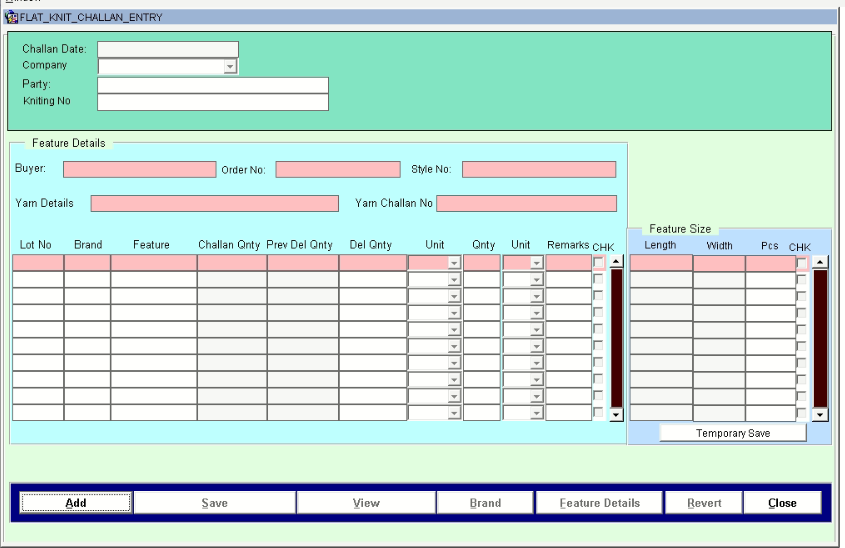 FLAT_KNIT_CHALLAN_ENTRY
Challan Date:
Company
Party:
Kniting No
Feature Details
Buyer: Order No: Style No:
Yarn Details Yarn Challan No
Feature Size
Lot No Brand Feature Challan Qnty Prev Del Qnty Del Qnty Unit Qnty Unit Remarks CHK Length Width Pcs CHK
Temporary Save
Add Save View Brand Feature Details Revert Close